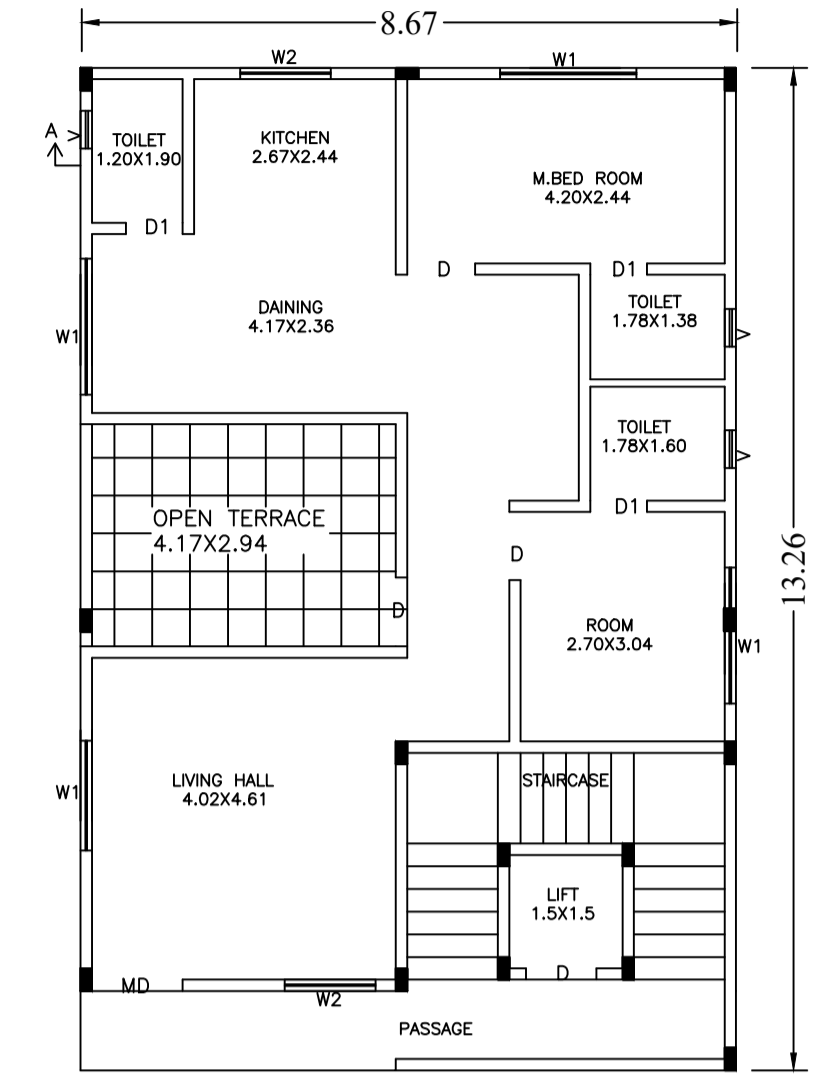 8.67
W2
W1
A
>
TOILET
1.20X1.90
KITCHEN
2.67X2.44
M.BED ROOM
4.20X2.44
D1
D
D1
TOILET
1.78X1.38
>
DAINING
4.17X2.36
W1
TOILET
1.78X1.60
>
D1
OPEN TERRACE
4.17X2.94
D
13.26
D
ROOM
2.70X3.04
W1
LIVING HALL
4.02X4.61
W1
STAIRCASE
LIFT
1.5X1.5
D
MD
W2
PASSAGE